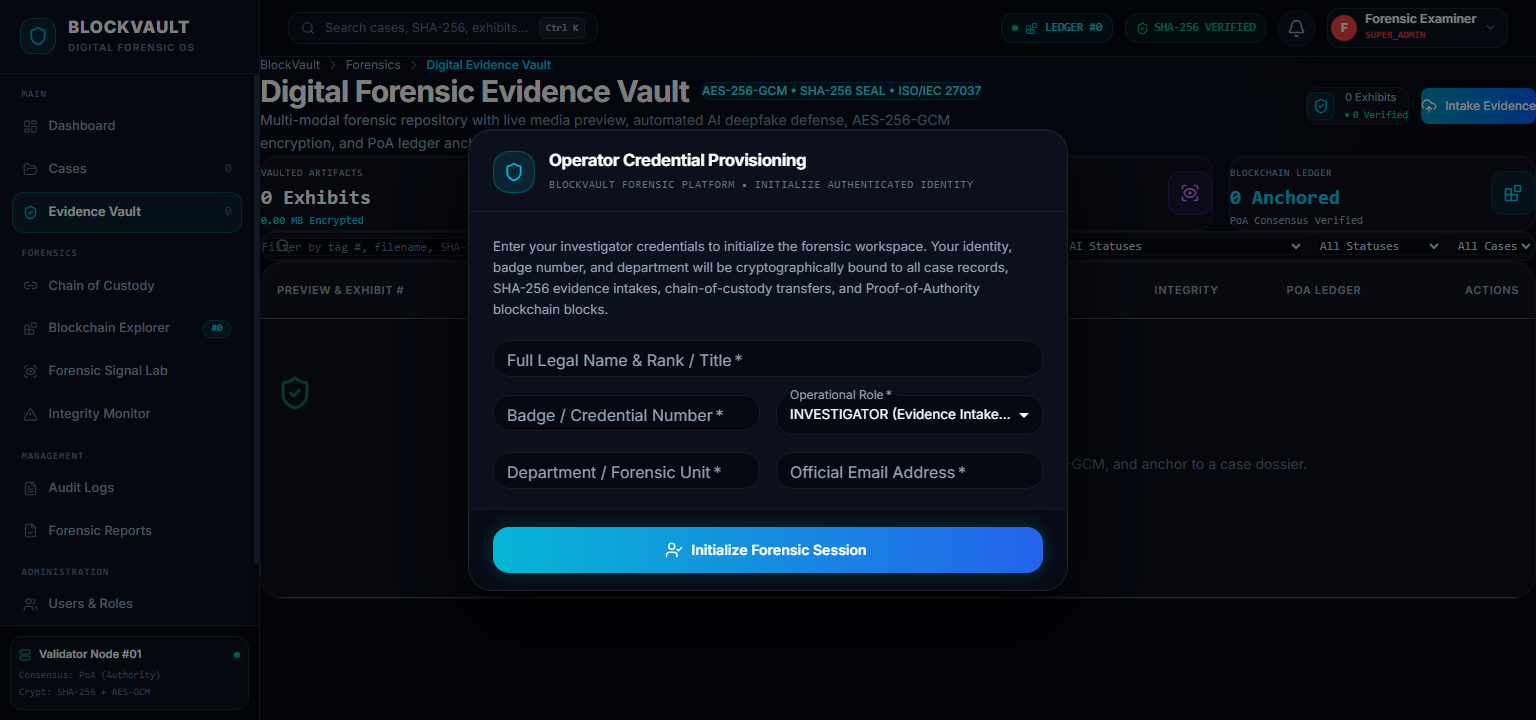 BLOCKVAULT
DIGITAL FORENSIC OS
Search cases, SHA-256, exhibits...
Ctrl K
LEDGER #0
SHA-256 VERIFIED
F
Forensic Examiner
SUPER_ADMIN
MAIN
Dashboard
Cases 0
Evidence Vault 0
FORENSICS
Chain of Custody
Blockchain Explorer #0
Forensic Signal Lab
Integrity Monitor
MANAGEMENT
Audit Logs
Forensic Reports
ADMINISTRATION
Users & Roles
Validator Node #01
Consensus: PoA (Authority)
Crypt: SHA-256 + AES-GCM
BlockVault > Forensics > Digital Evidence Vault
Digital Forensic Evidence Vault
AES-256-GCM • SHA-256 SEAL • ISO/IEC 27037
Multi-modal forensic repository with live media preview, automated AI deepfake defense, AES-256-GCM
encryption, and PoA ledger
0 Exhibits
0 Verified
Intake Evidence
VAULTED ARTIFACTS
0 Exhibits
0.00 MB Encrypted
BLOCKCHAIN LEDGER
0 Anchored
PoA Consensus Verified
Filter by tag #, filename, SHA-
AI Statuses
All Statuses
All Cases
PREVIEW & EXHIBIT #
INTEGRITY
POA LEDGER
ACTIONS
-GCM, and anchor to a case dossier.
Operator Credential Provisioning
BLOCKVAULT FORENSIC PLATFORM • INITIALIZE AUTHENTICATED IDENTITY
Enter your investigator credentials to initialize the forensic workspace. Your identity,
badge number, and department will be cryptographically bound to all case records,
SHA-256 evidence intakes, chain-of-custody transfers, and Proof-of-Authority
blockchain blocks.
Full Legal Name & Rank / Title *
Badge / Credential Number *
Operational Role *
INVESTIGATOR (Evidence Intake...
Department / Forensic Unit *
Official Email Address *
Initialize Forensic Session